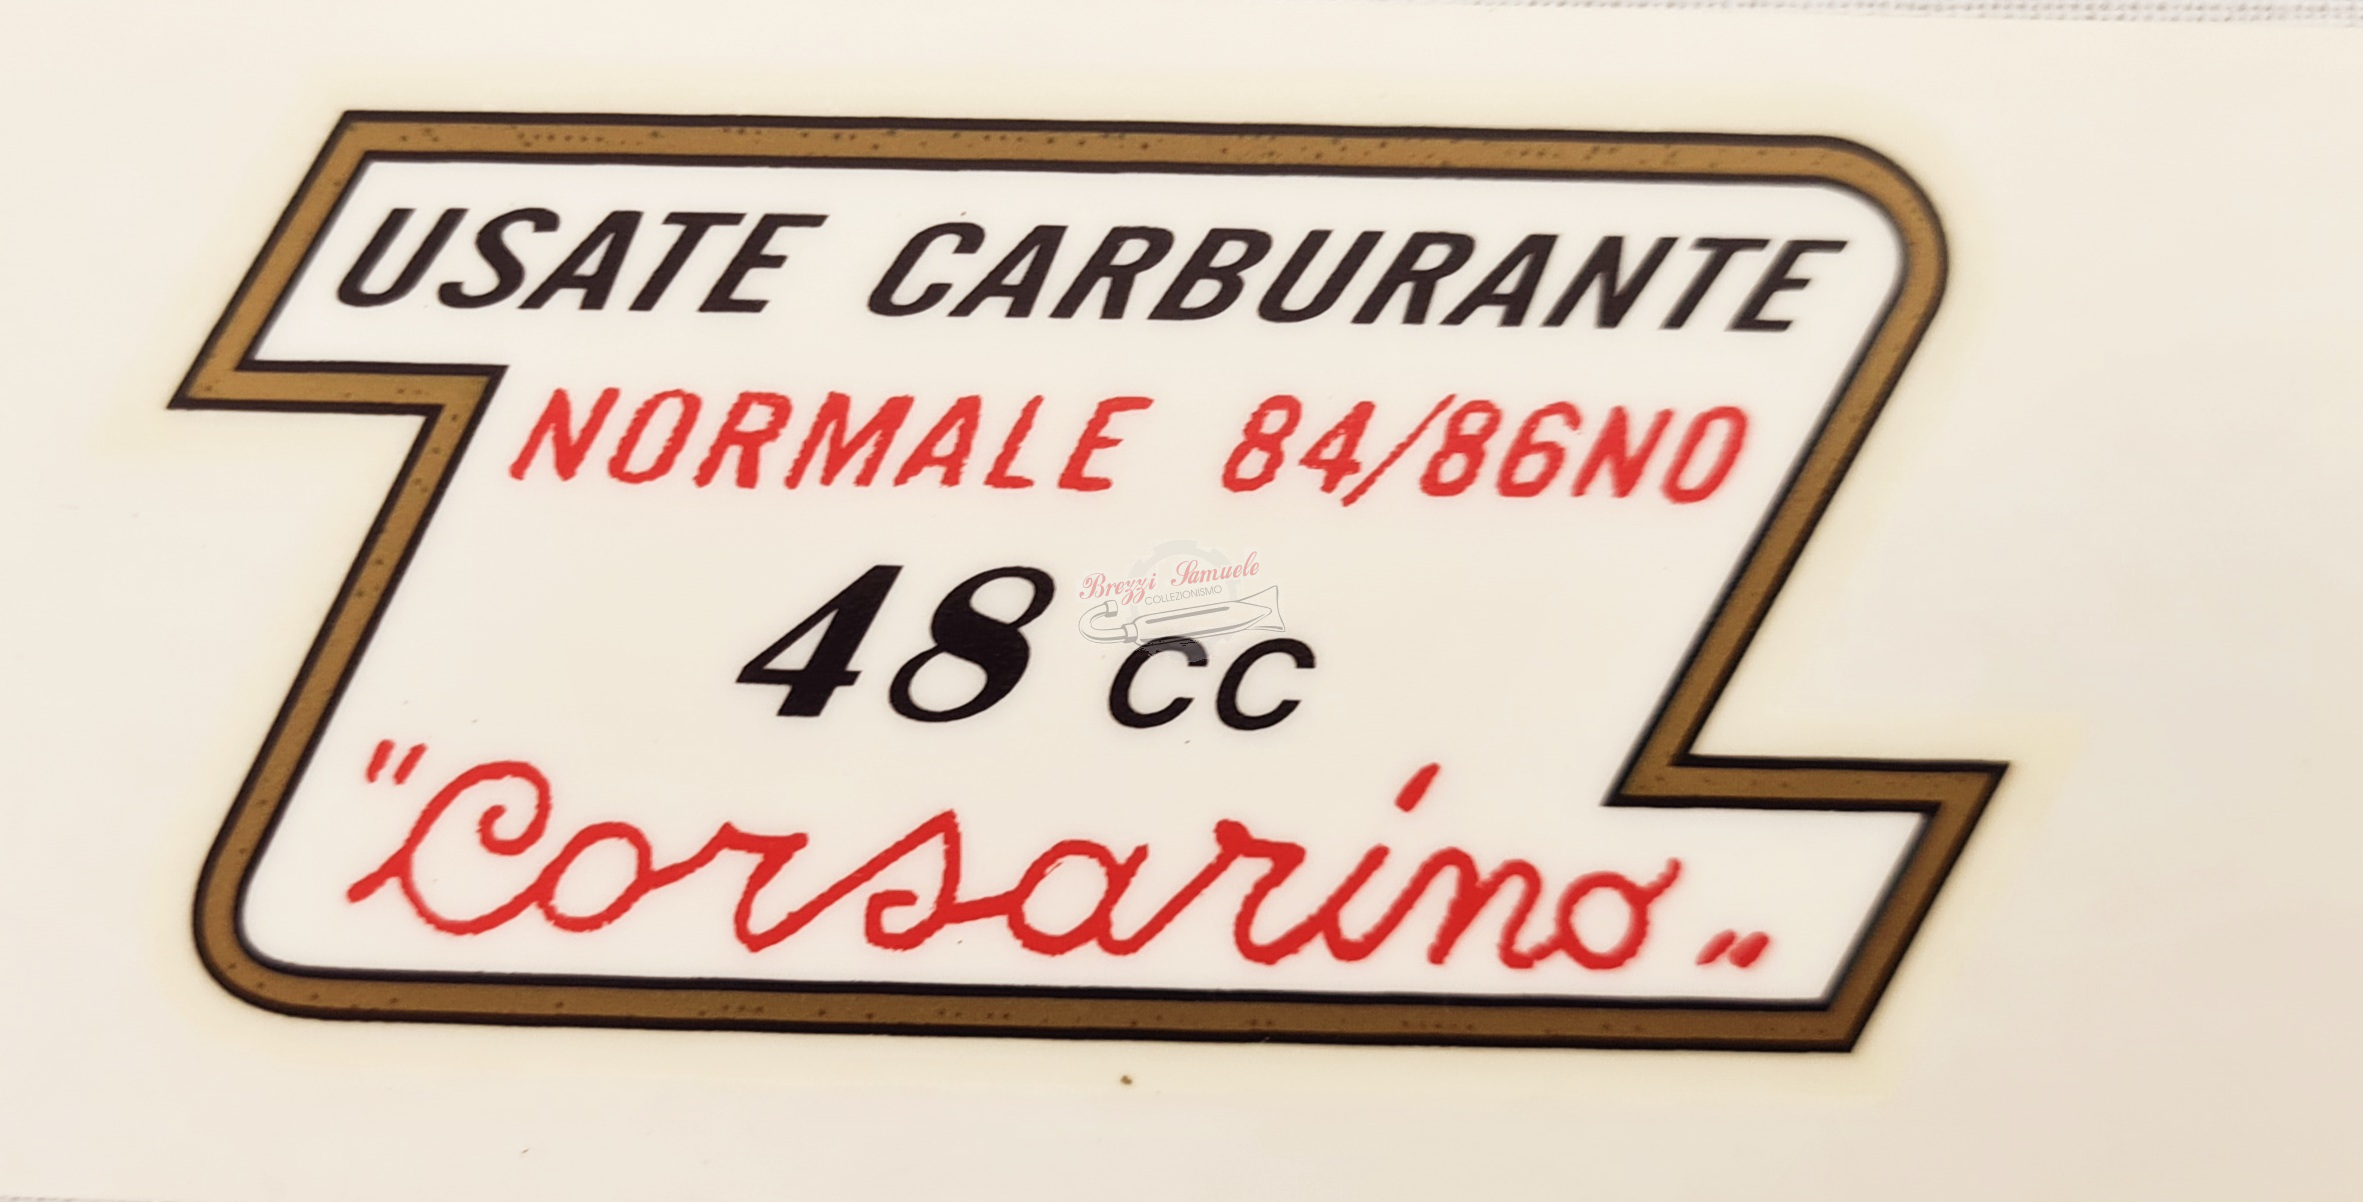 USATE CARBURANTE
NORMALE 84/86NO
48 cc
Brezzi Samuele
COLLEZIONISMO
"Corsarino„